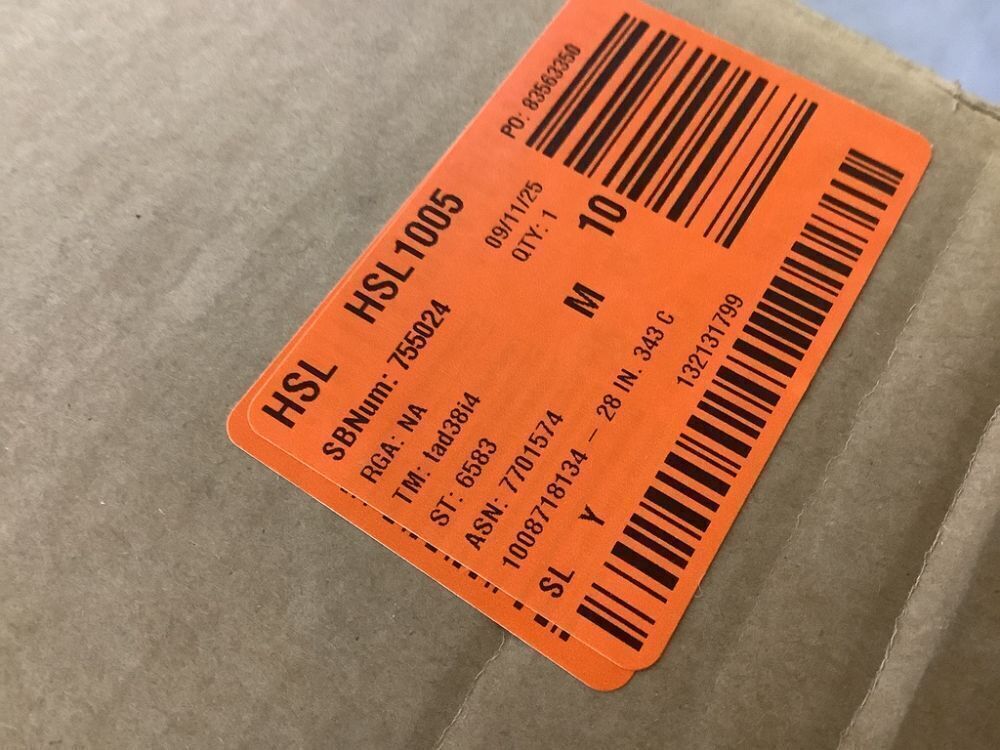 HSL HSL1005
SBNum: 755024
PO: 83563350
RGA: NA
09/11/25
TM: tad38i4
QTY: 1
ST: 6583
ASN: 7701574
M
10
1008718134 – 28 IN. 343 C
SL
Y
132131799